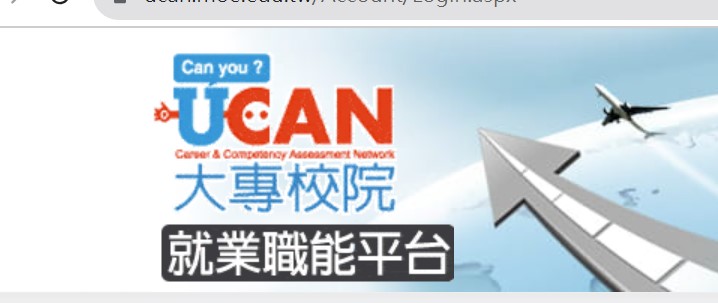 Can you ?
UCAN
Career & Competency Assessment Network
大專校院
就業職能平台